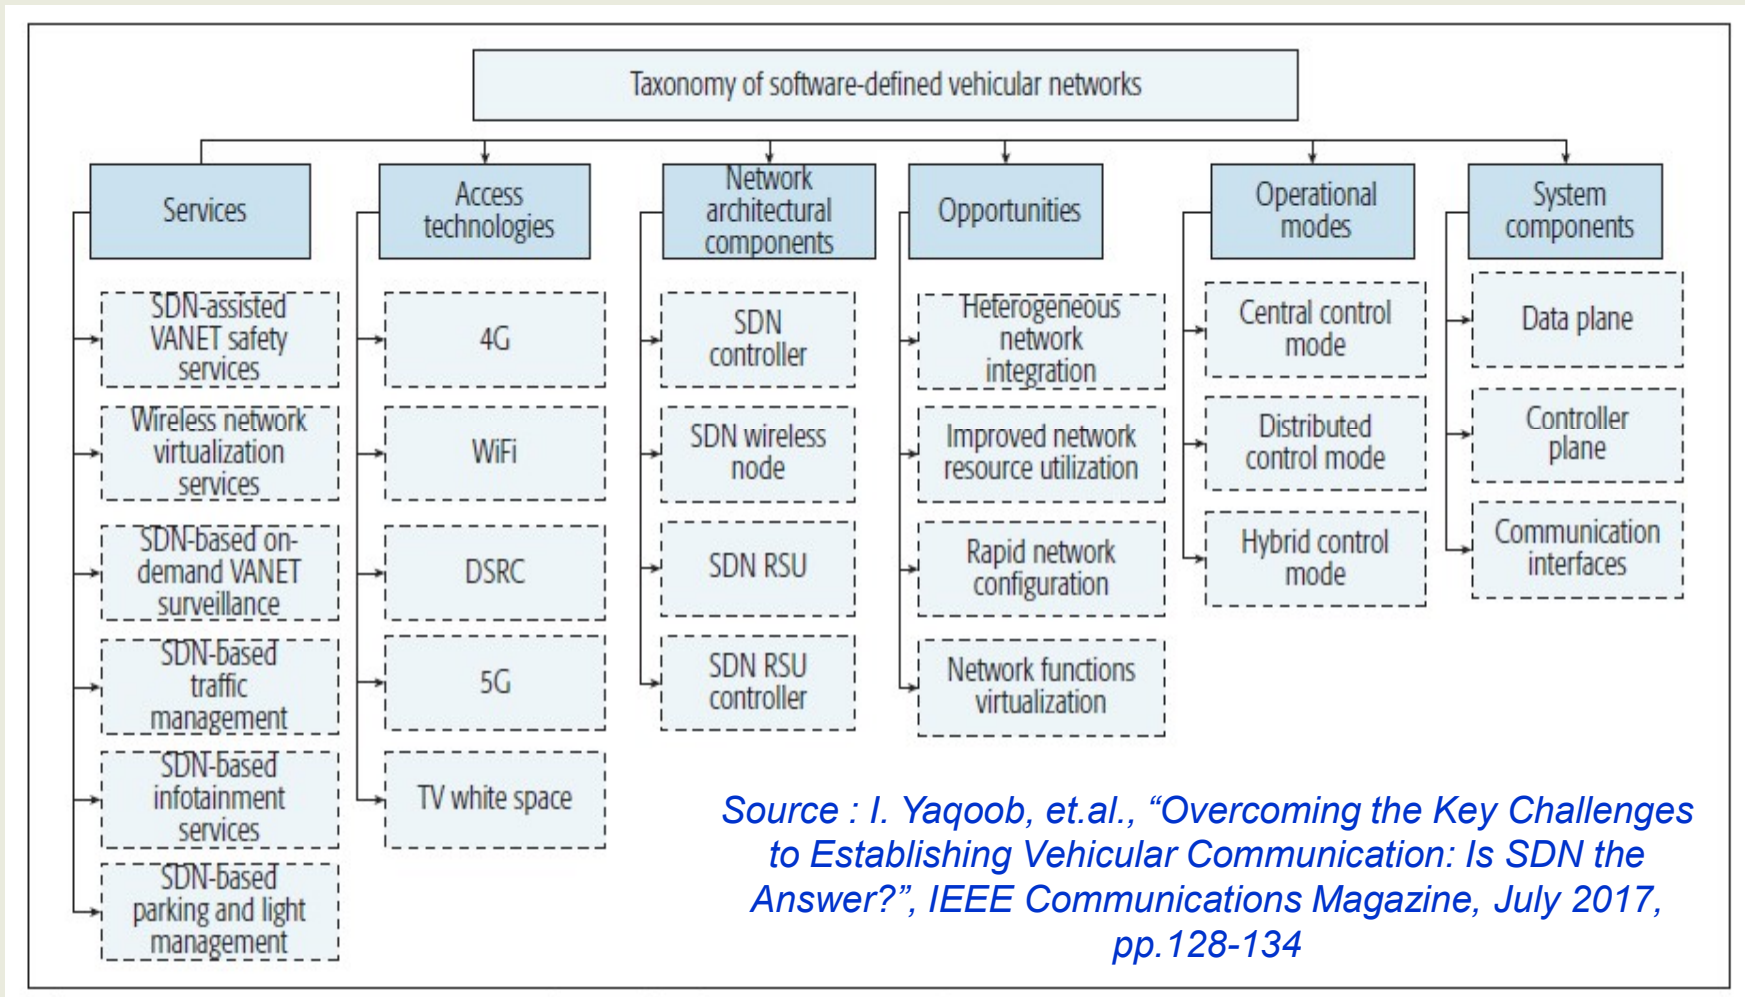 Taxonomy of software-defined vehicular networks
Services
SDN-assisted
VANET safety
services
Wireless network
virtualization
services
SDN-based on-
demand VANET
surveillance
SDN-based
traffic
management
SDN-based
infotainment
services
SDN-based
parking and light
management
Access
technologies
4G
WiFi
DSRC
5G
TV white space
Network
architectural
components
SDN
controller
SDN wireless
node
SDN RSU
SDN RSU
controller
Opportunities
Heterogeneous
network
integration
Improved network
resource utilization
Rapid network
configuration
Network functions
virtualization
Operational
modes
Central control
mode
Distributed
control mode
Hybrid control
mode
System
components
Data plane
Controller
plane
Communication
interfaces
Source : I. Yaqoob, et.al., “Overcoming the Key Challenges
to Establishing Vehicular Communication: Is SDN the
Answer?”, IEEE Communications Magazine, July 2017,
pp.128-134